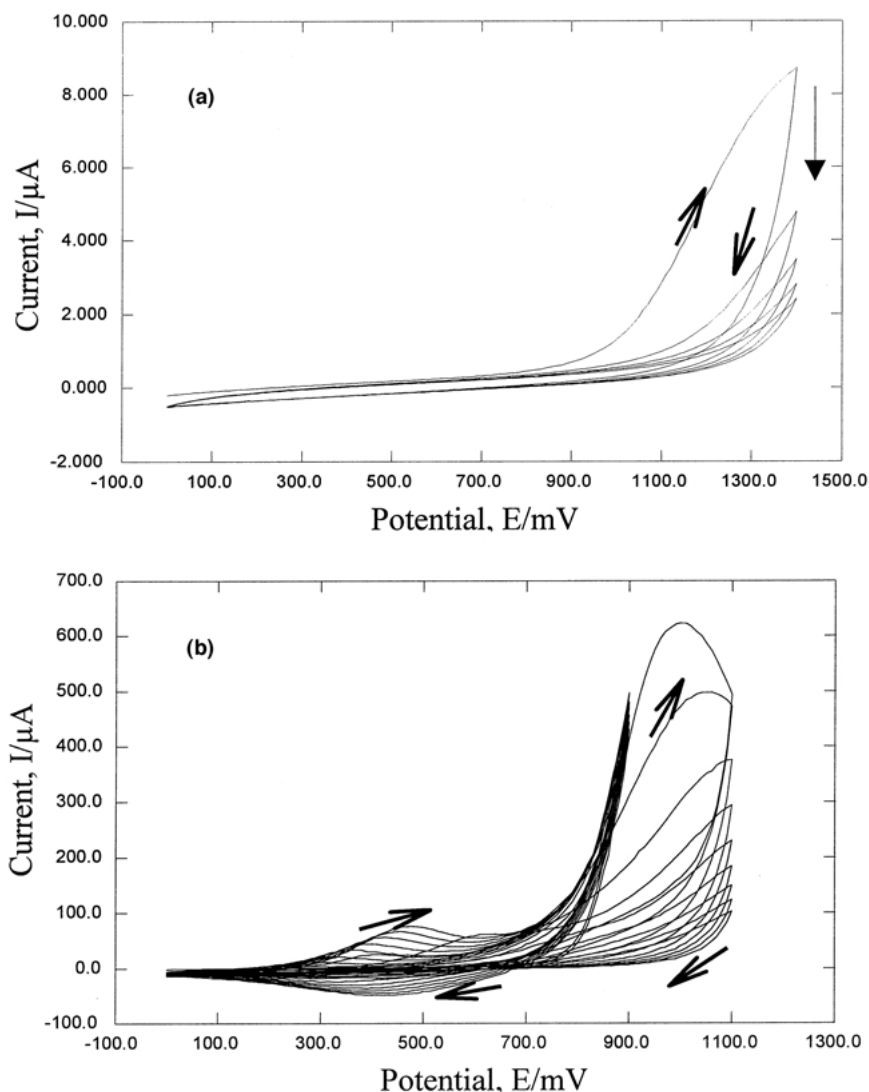 10.000
8.000
6.000
4.000
2.000
0.000
-2.000
(a)
Current, I/μA
-100.0 100.0 300.0 500.0 700.0 900.0 1100.0 1300.0 1500.0
Potential, E/mV
700.0
600.0
500.0
400.0
300.0
200.0
100.0
0.0
-100.0
(b)
Current, I/μA
-100.0 100.0 300.0 500.0 700.0 900.0 1100.0 1300.0
Potential, E/mV